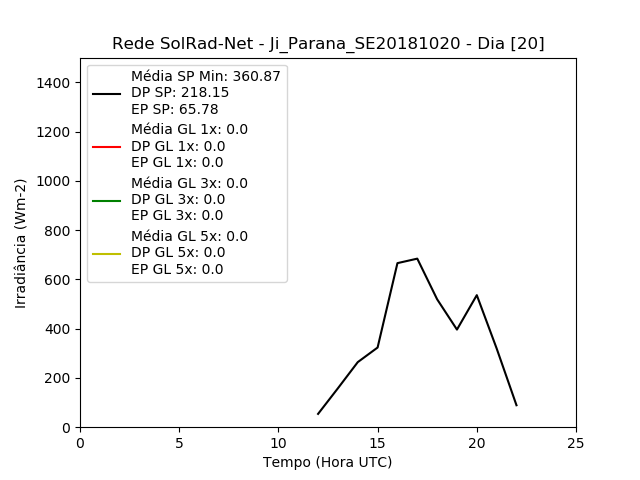 Rede SolRad-Net - Ji_Parana_SE20181020 - Dia [20]
Média SP Min: 360.87
DP SP: 218.15
EP SP: 65.78
Média GL 1x: 0.0
DP GL 1x: 0.0
EP GL 1x: 0.0
Média GL 3x: 0.0
DP GL 3x: 0.0
EP GL 3x: 0.0
Média GL 5x: 0.0
DP GL 5x: 0.0
EP GL 5x: 0.0
Irradiância (Wm-2)
1400
1200
1000
800
600
400
200
0
0 5 10 15 20 25
Tempo (Hora UTC)